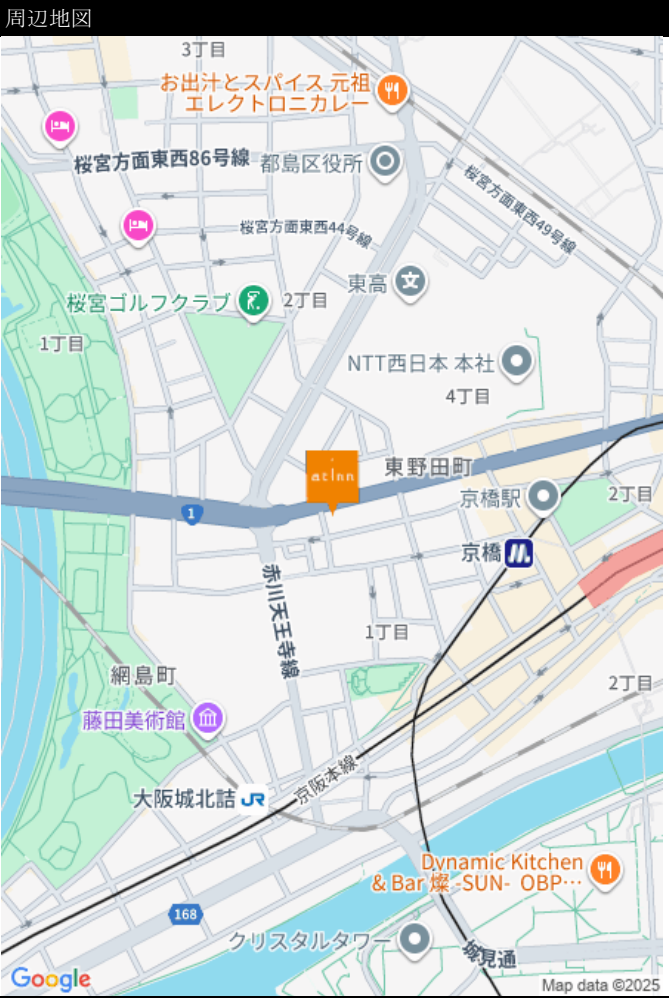 周辺地図
3丁目
お出汁とスパイス 元祖
エレクトロニカレー
桜宮方面東西86号線
都島区役所
桜宮方面東西49号線
桜宮方面東西44号線
東高
文
桜宮ゴルフクラブ
2丁目
1丁目
NTT西日本 本社
4丁目
at Inn
東野田町
京橋駅
2丁目
1
京橋
赤川天王寺線
1丁目
網島町
2丁目
藤田美術館
京阪本線
大阪城北詰 JR
Dynamic Kitchen
& Bar 燦 -SUN- OBP…
168
クリスタルタワー
城見通
Google
Map data ©2025